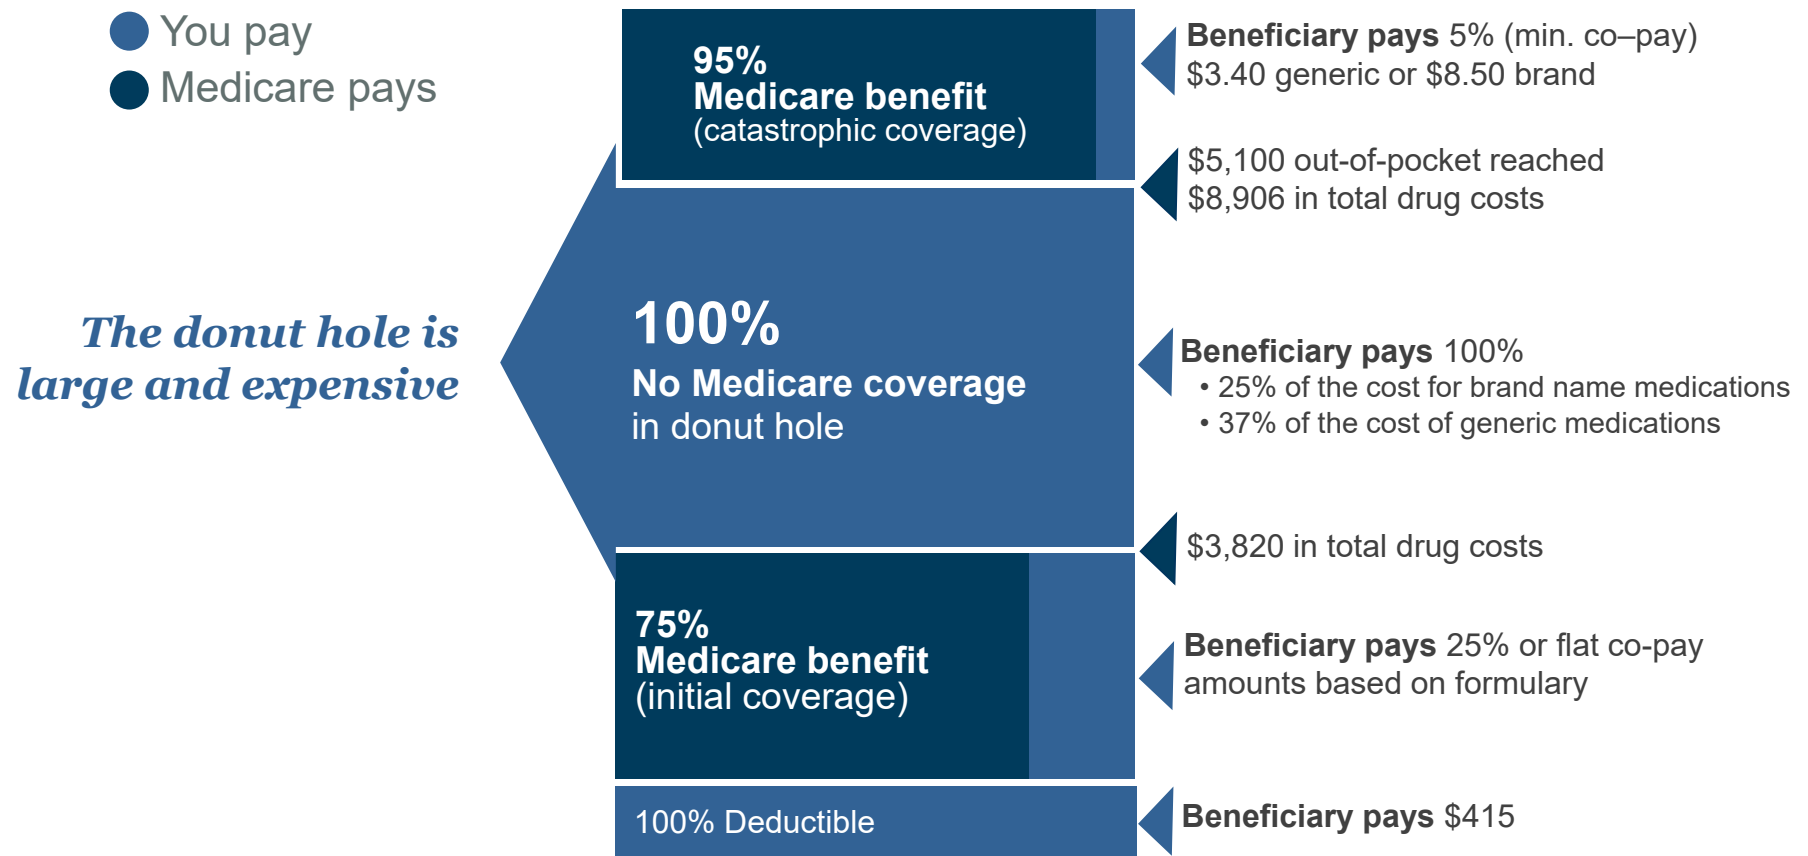 You pay
Medicare pays
95%
Medicare benefit
(catastrophic coverage)
Beneficiary pays 5% (min. co–pay)
$3.40 generic or $8.50 brand
$5,100 out-of-pocket reached
$8,906 in total drug costs
The donut hole is
large and expensive
100%
No Medicare coverage
in donut hole
Beneficiary pays 100%
• 25% of the cost for brand name medications
• 37% of the cost of generic medications
$3,820 in total drug costs
75%
Medicare benefit
(initial coverage)
Beneficiary pays 25% or flat co-pay
amounts based on formulary
100% Deductible
Beneficiary pays $415